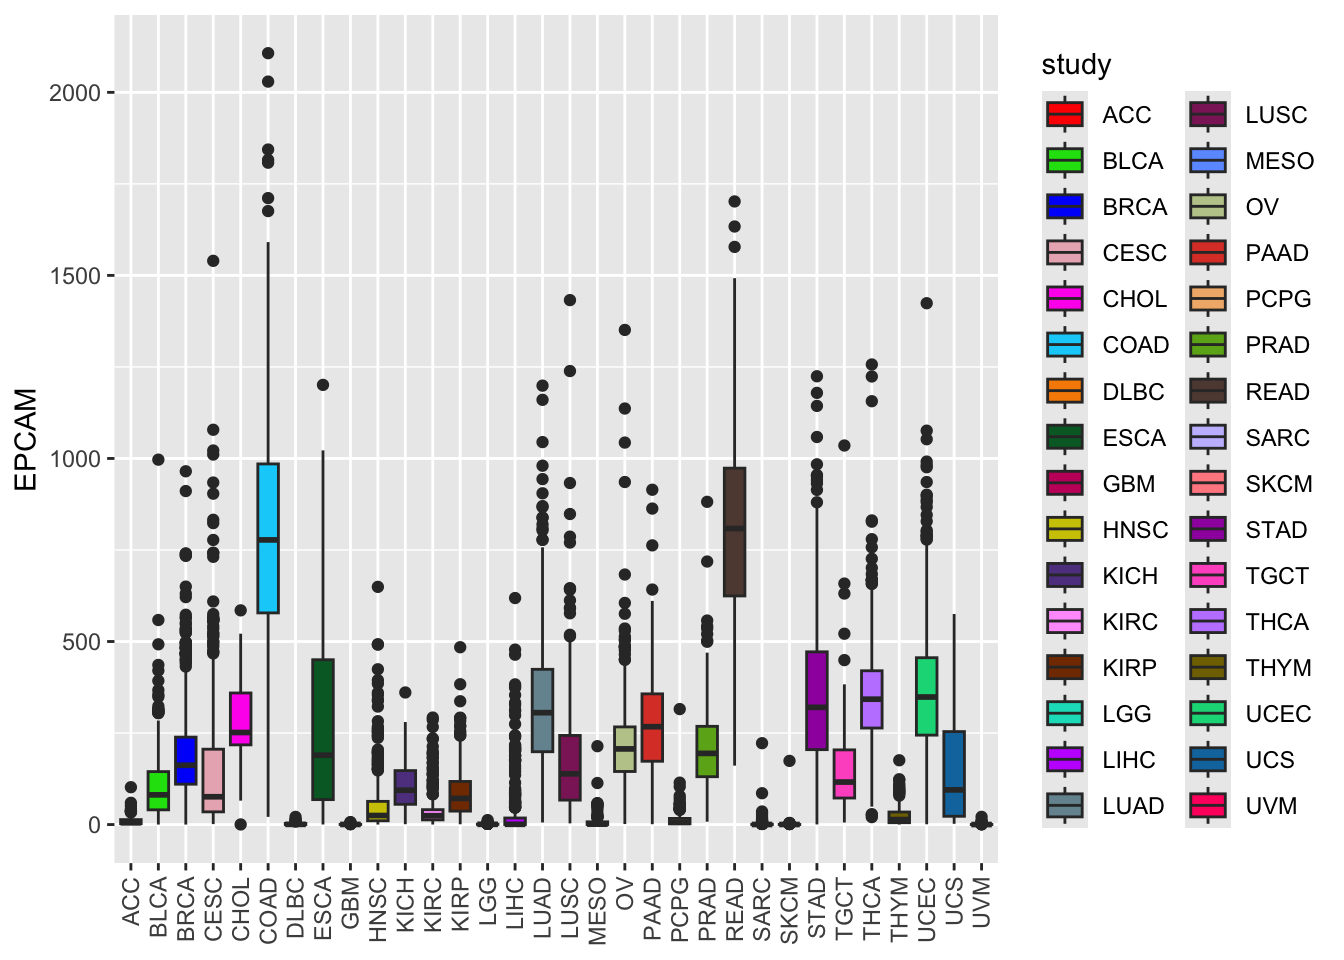 EPCAM
2000
1500
1000
500
0
ACC
BLCA
BRCA
CESC
CHOL
COAD
DLBC
ESCA
GBM
HNSC
KICH
KIRC
KIRP
LGG
LIHC
LUAD
LUSC
MESO
OV
PAAD
PCPG
PRAD
READ
SARC
SKCM
STAD
TGCT
THCA
THYM
UCEC
UCS
UVM
study
ACC
BLCA
BRCA
CESC
CHOL
COAD
DLBC
ESCA
GBM
HNSC
KICH
KIRC
KIRP
LGG
LIHC
LUAD
LUSC
MESO
OV
PAAD
PCPG
PRAD
READ
SARC
SKCM
STAD
TGCT
THCA
THYM
UCEC
UCS
UVM